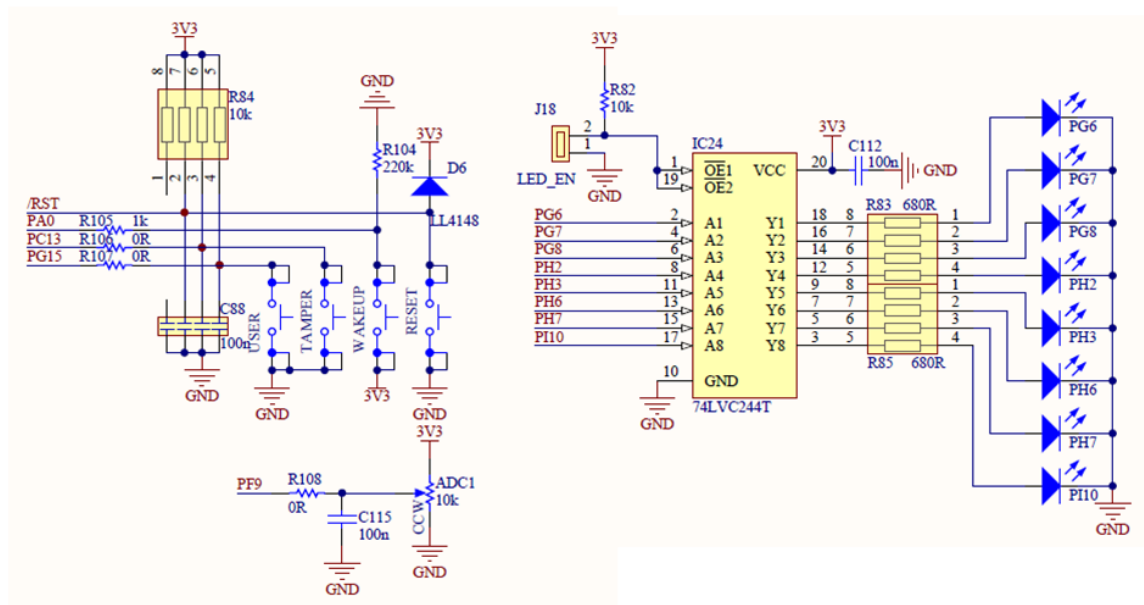 3V3
8 7 6 5
R84
10k
1 2 3 4
GND
R104
220k
3V3
D6
LL4148
/RST
PA0 R105 1k
PC13 R106 0R
PG15 R107 0R
C88
100n
GND
USER
TAMPER
WAKEUP
RESET
GND
3V3
GND
3V3
PF9
R108
0R
C115
100n
GND
CCW
ADC1
10k
GND
3V3
R82
10k
J18
2
1
LED_EN
GND
IC24
1 OE1
19 OE2
VCC 20
3V3
C112
100n
GND
PG6 2 A1 Y1 18 8
PG7 4 A2 Y2 16 7
PG8 6 A3 Y3 14 6
PH2 8 A4 Y4 12 5
PH3 11 A5 Y5 9 8
PH6 13 A6 Y6 7 7
PH7 15 A7 Y7 5 6
PI10 17 A8 Y8 3 5
10 GND
GND
74LVC244T
R83 680R
1
2
3
4
1
2
3
4
R85 680R
PG6
PG7
PG8
PH2
PH3
PH6
PH7
PI10
GND